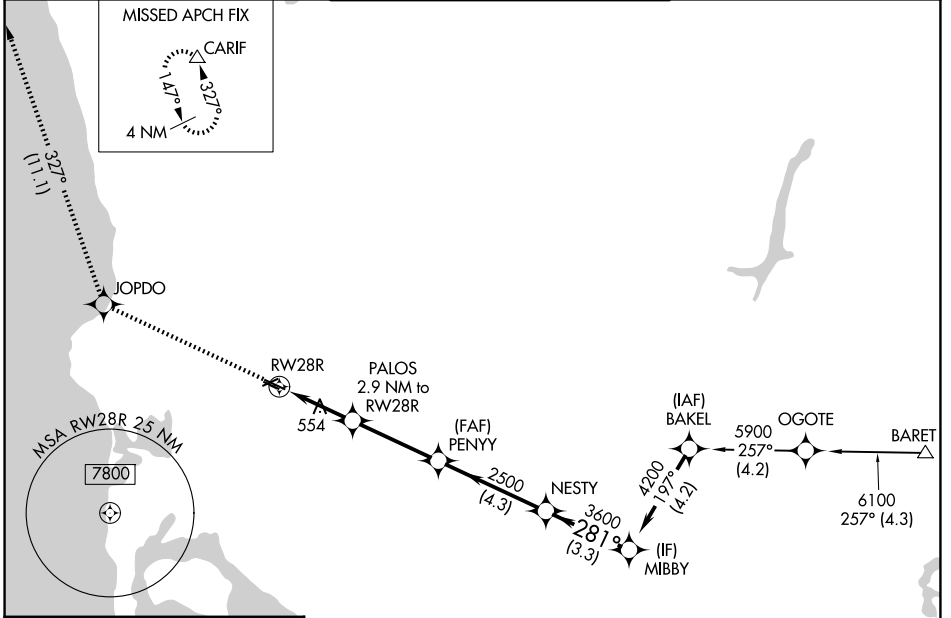 MISSED APCH FIX
CARIF
147°
327°
4 NM
327°
(11.1)
JOPDO
RW28R
554
PALOS
2.9 NM to
RW28R
(FAF)
PENYY
2500
(4.3)
NESTY
3600
281°
(3.3)
(IF)
MIBBY
4200
197°
(4.2)
(IAF)
BAKEL
5900
257°
(4.2)
OGOTE
BARET
6100
257° (4.3)
MSA RW28R 25 NM
7800